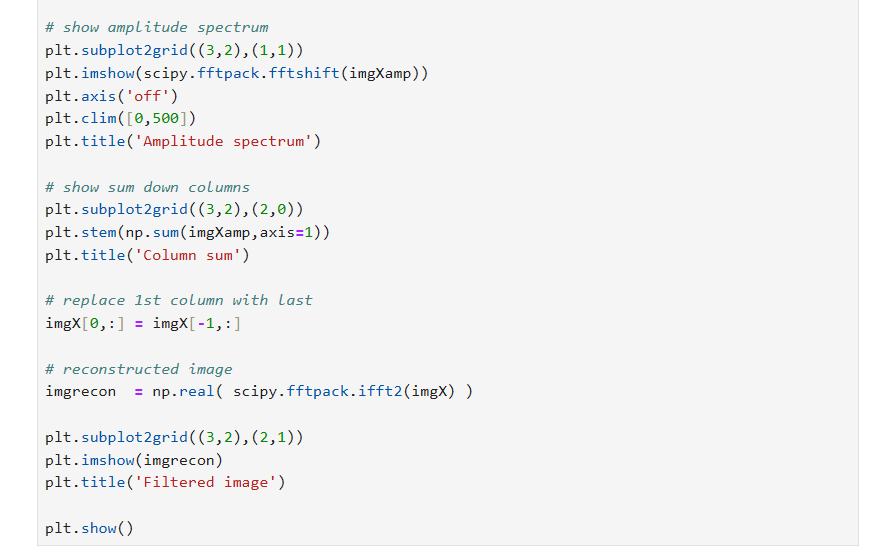 # show amplitude spectrum
plt.subplot2grid((3,2),(1,1))
plt.imshow(scipy.fftpack.fftshift(imgXamp))
plt.axis('off')
plt.clim([0,500])
plt.title('Amplitude spectrum')

# show sum down columns
plt.subplot2grid((3,2),(2,0))
plt.stem(np.sum(imgXamp,axis=1))
plt.title('Column sum')

# replace 1st column with last
imgX[0,:] = imgX[-1,:]

# reconstructed image
imgrecon  = np.real( scipy.fftpack.ifft2(imgX) )

plt.subplot2grid((3,2),(2,1))
plt.imshow(imgrecon)
plt.title('Filtered image')

plt.show()